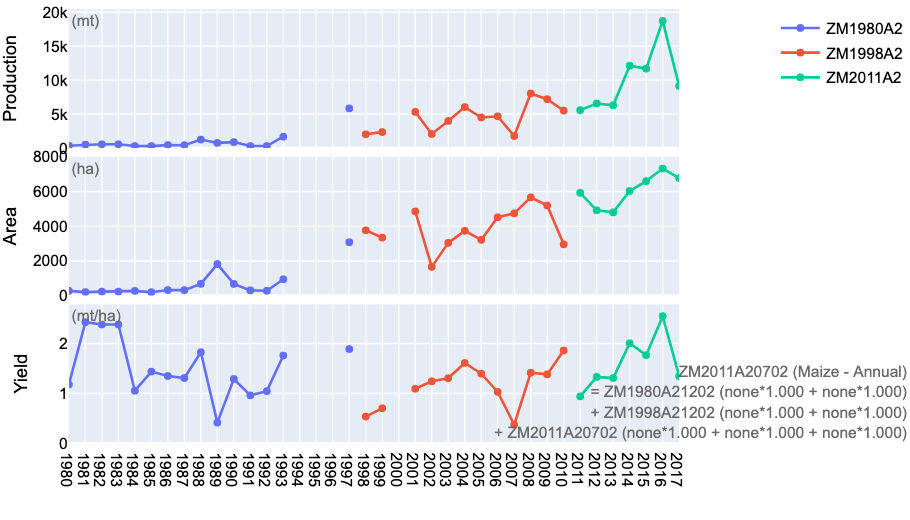 20k
(mt)
15k
Production
10k
5k
0
ZM1980A2
ZM1998A2
ZM2011A2
8000
(ha)
6000
Area
4000
2000
0
(mt/ha)
2
Yield
1
0
ZM2011A20702 (Maize - Annual)
= ZM1980A21202 (none*1.000 + none*1.000)
+ ZM1998A21202 (none*1.000 + none*1.000)
+ ZM2011A20702 (none*1.000 + none*1.000 + none*1.000)
1980 1981 1982 1983 1984 1985 1986 1987 1988 1989 1990 1991 1992 1993 1994 1995 1996 1997 1998 1999 2000 2001 2002 2003 2004 2005 2006 2007 2008 2009 2010 2011 2012 2013 2014 2015 2016 2017